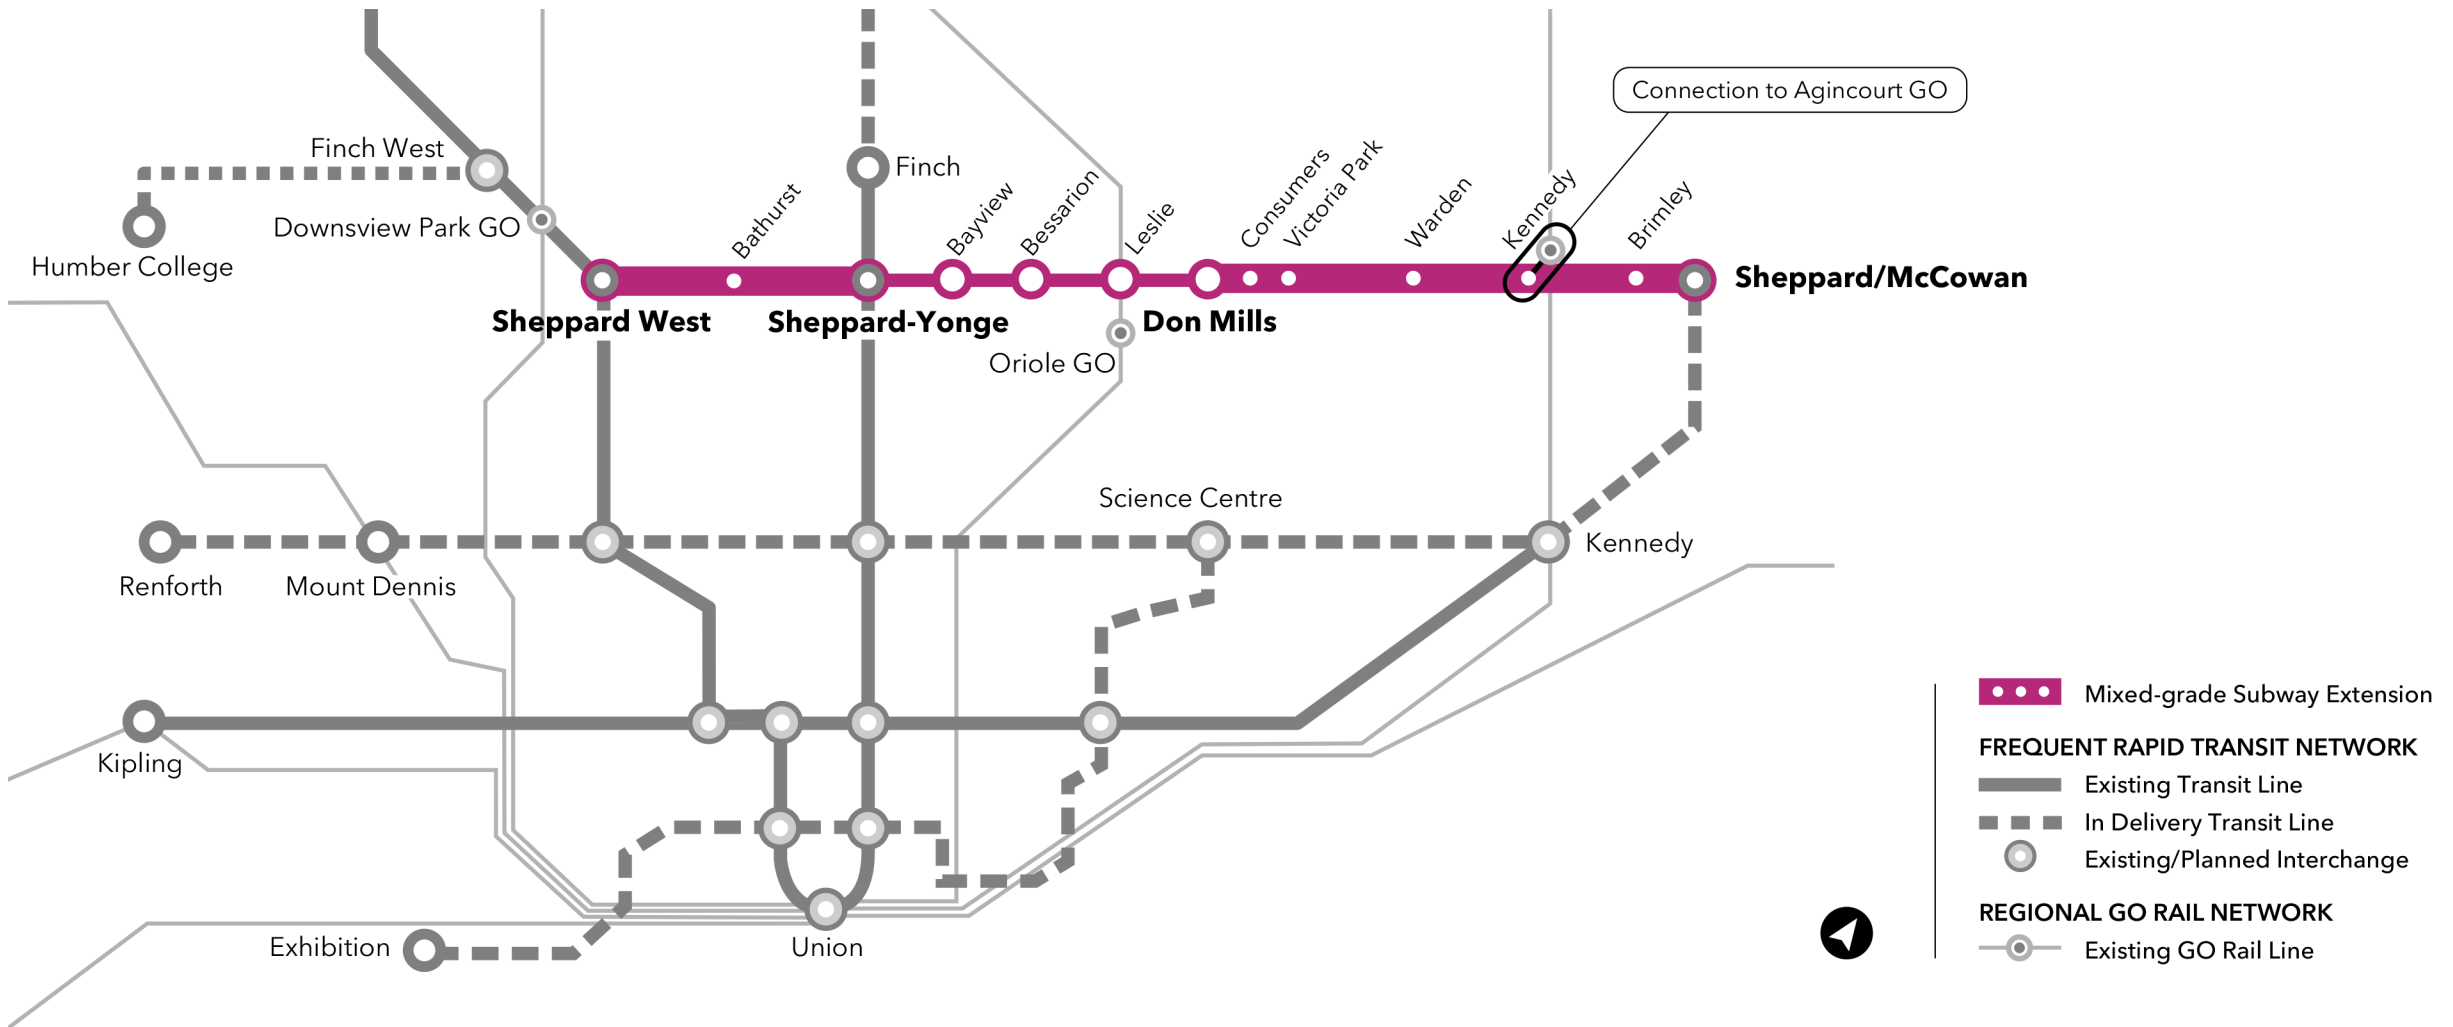 Connection to Agincourt GO
Finch West
Finch
Bathurst
Bayview
Bessarion
Leslie
Consumers
Victoria Park
Warden
Kennedy
Brimley
Downsview Park GO
Humber College
Sheppard/McCowan
Sheppard West
Sheppard-Yonge
Don Mills
Oriole GO
Science Centre
Kennedy
Renforth
Mount Dennis
Kipling
Exhibition
Union
Mixed-grade Subway Extension
FREQUENT RAPID TRANSIT NETWORK
Existing Transit Line
In Delivery Transit Line
Existing/Planned Interchange
REGIONAL GO RAIL NETWORK
Existing GO Rail Line